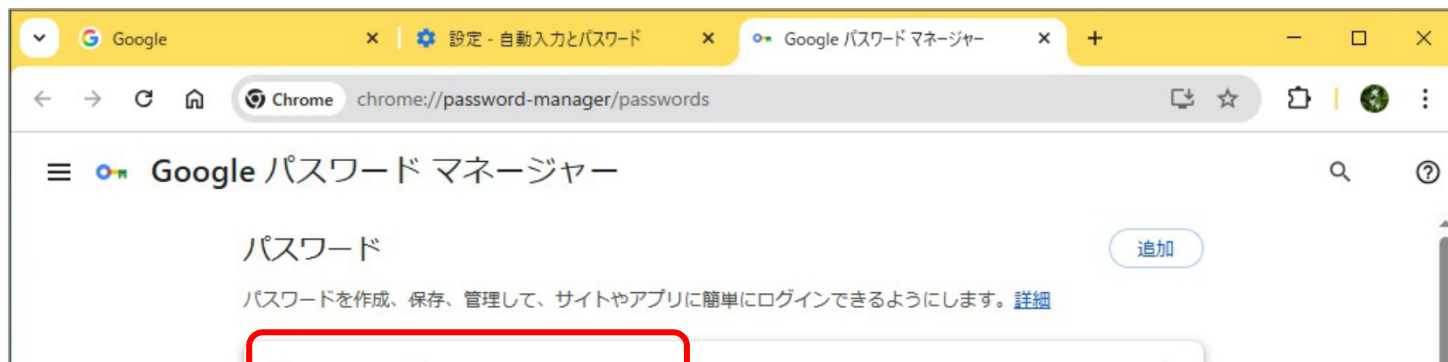 Google
設定 - 自動入力とパスワード
Google パスワード マネージャー
Chrome
chrome://password-manager/passwords
Google パスワード マネージャー
パスワード
追加
パスワードを作成、保存、管理して、サイトやアプリに簡単にログインできるようにします。詳細